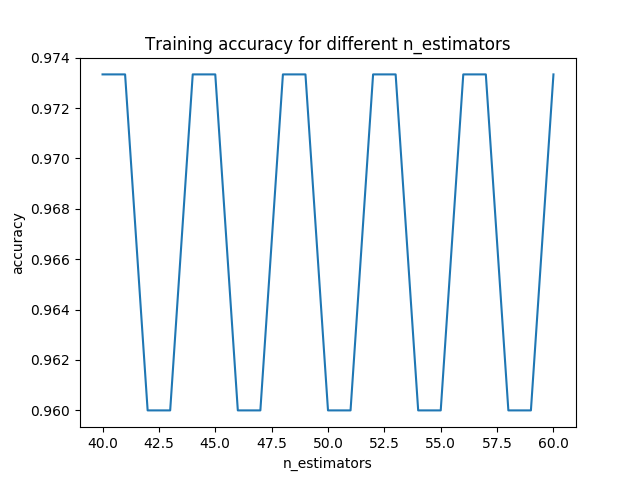 Training accuracy for different n_estimators
0.974
0.972
0.970
0.968
0.966
0.964
0.962
0.960
accuracy
40.0 42.5 45.0 47.5 50.0 52.5 55.0 57.5 60.0
n_estimators